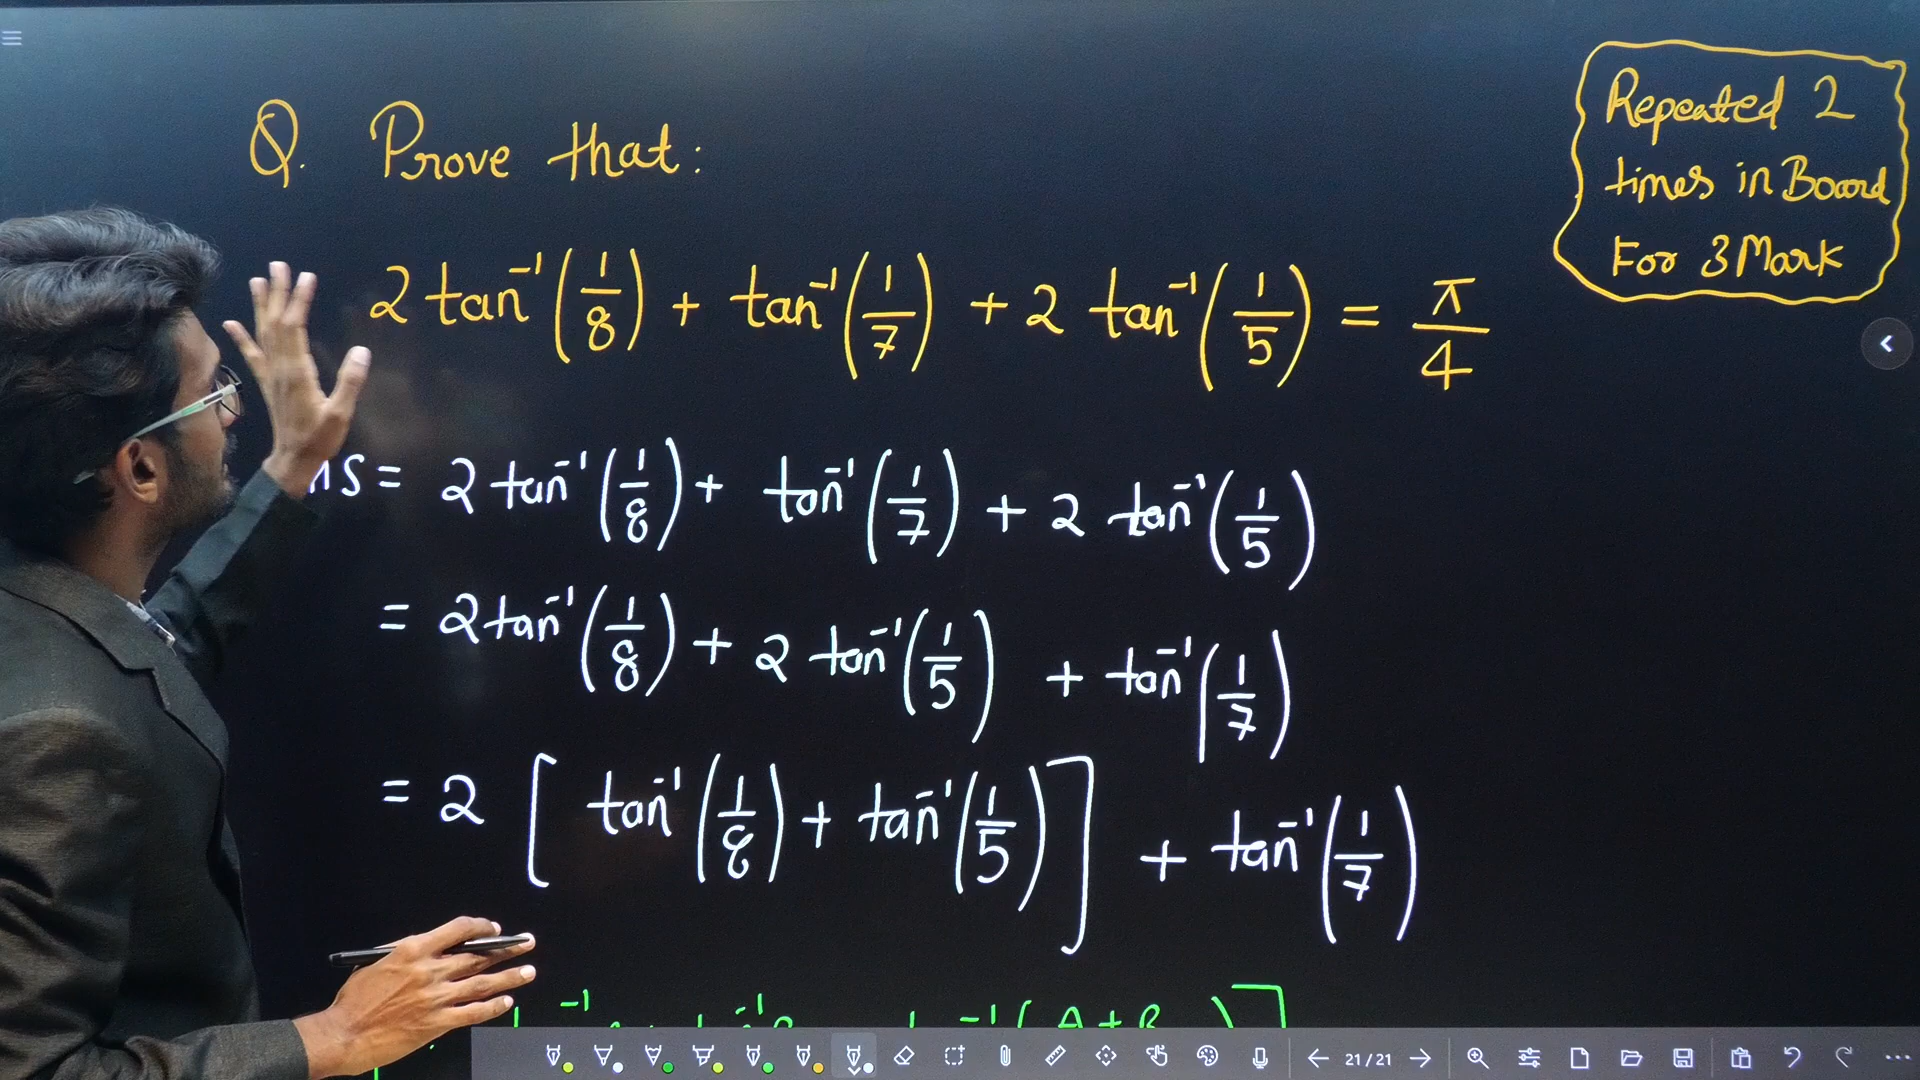 Repeated 2
times in Board
For 3 Mark
Q. Prove that:
2 tan⁻¹(1/8) + tan⁻¹(1/7) + 2 tan⁻¹(1/5) = π/4
HS = 2 tan⁻¹(1/8) + tan⁻¹(1/7) + 2 tan⁻¹(1/5)
= 2 tan⁻¹(1/8) + 2 tan⁻¹(1/5) + tan⁻¹(1/7)
= 2 [ tan⁻¹(1/8) + tan⁻¹(1/5) ] + tan⁻¹(1/7)
21/21